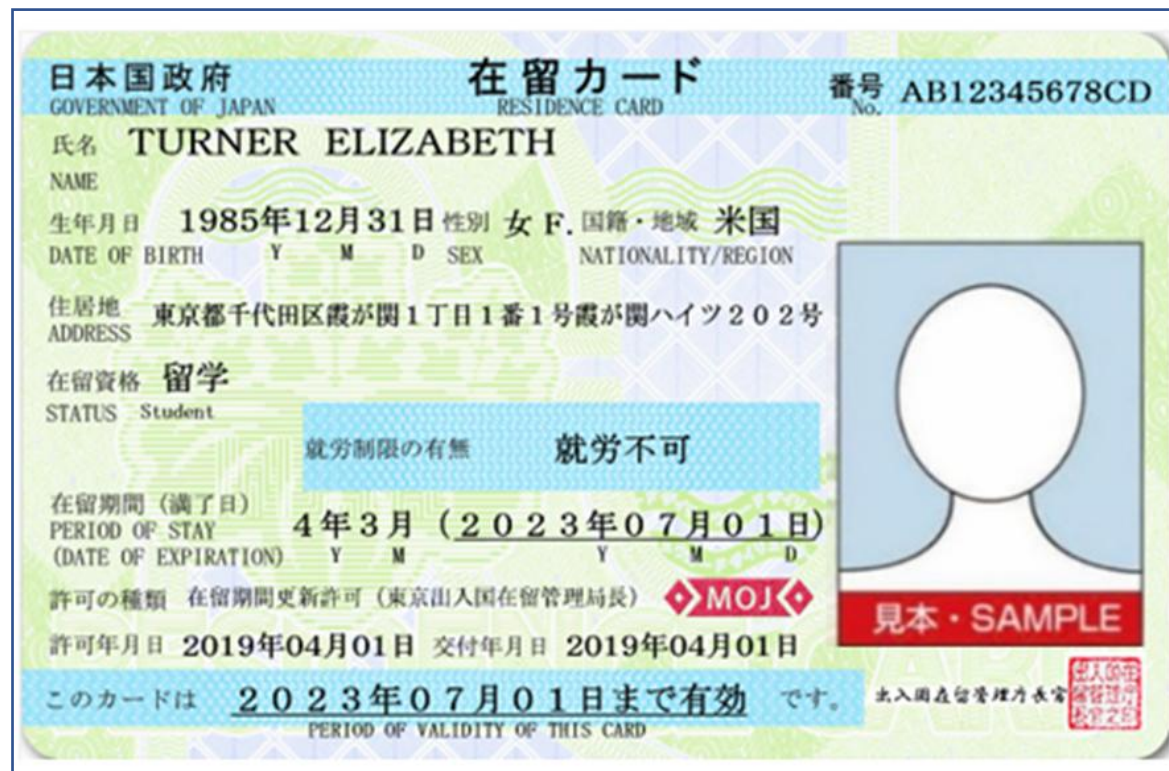 日本国政府 在留カード 番号 AB12345678CD
GOVERNMENT OF JAPAN RESIDENCE CARD No.
氏名 TURNER ELIZABETH
NAME
生年月日 1985年12月31日 性別 女 F. 国籍・地域 米国
DATE OF BIRTH Y M D SEX NATIONALITY/REGION
住居地 東京都千代田区霞が関1丁目1番1号霞が関ハイツ202号
ADDRESS
在留資格 留学
STATUS Student
就労制限の有無 就労不可
在留期間(満了日)
PERIOD OF STAY 4年3月(2023年07月01日)
(DATE OF EXPIRATION) Y M Y M D
許可の種類 在留期間更新許可(東京出入国在留管理局長) MOJ
見本・SAMPLE
許可年月日 2019年04月01日 交付年月日 2019年04月01日
このカードは 2023年07月01日まで有効 です。
PERIOD OF VALIDITY OF THIS CARD
出入国在留管理庁長官